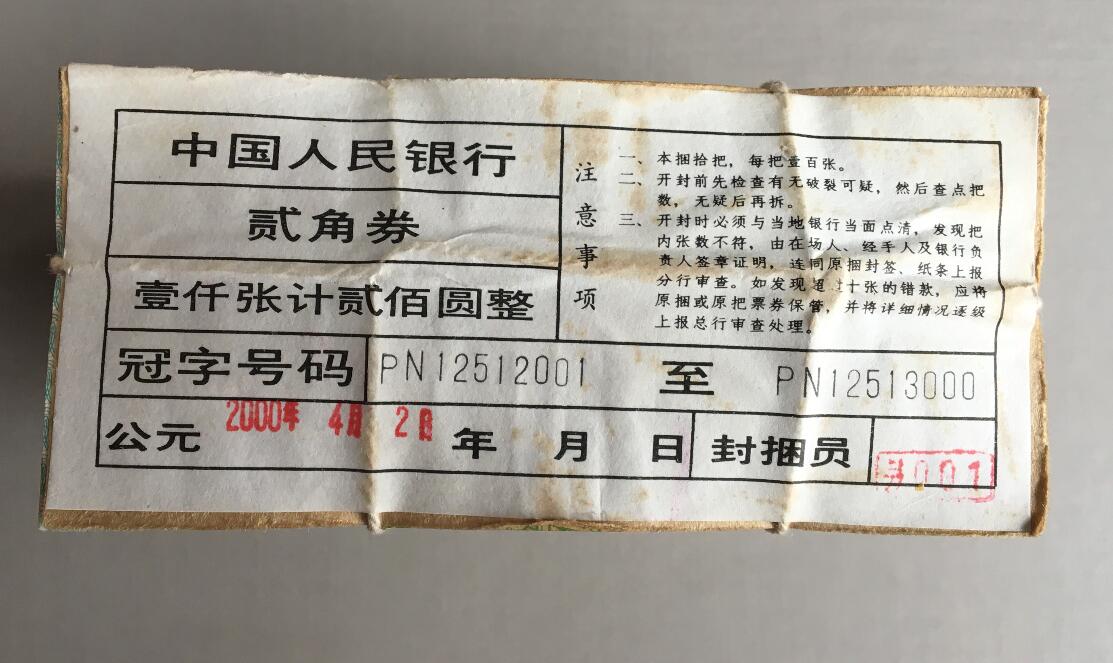 中国人民银行
贰角券
壹仟张计贰佰圆整
注意事项
一、本捆拾把，每把壹百张。
二、开封前先检查有无破裂可疑，然后查点把
数，无疑后再拆。
三、开封时必须与当地银行当面点清，发现把
内张数不符，由在场人、经手人及银行负
责人签章证明，连同原捆封签、纸条上报
分行审查。如发现超十张的错款，应将
原捆或原把票券保管，并将详细情况逐级
上报总行审查处理。
冠字号码 PN12512001 至 PN12513000
公元 2000年 4月 2日 年 月 日 封捆员 001